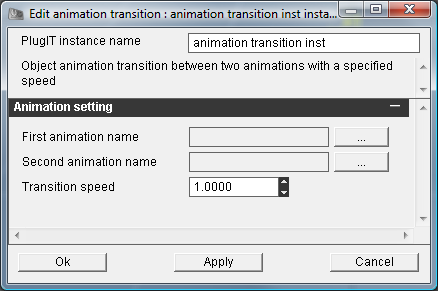 Edit animation transition : animation transition inst insta...
PlugIT instance name
animation transition inst
Object animation transition between two animations with a specified
speed
Animation setting
First animation name
...
Second animation name
...
Transition speed
1.0000
Ok
Apply
Cancel